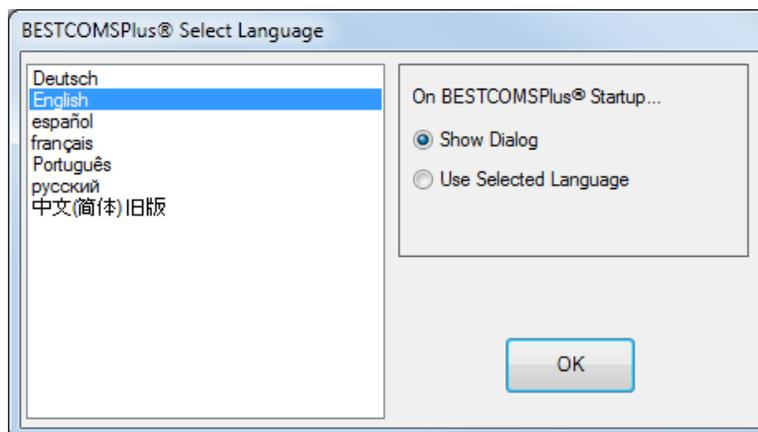 BESTCOMSPlus® Select Language
Deutsch
English
español
français
Português
русский
中文(简体)旧版
On BESTCOMSPlus® Startup...
Show Dialog
Use Selected Language
OK